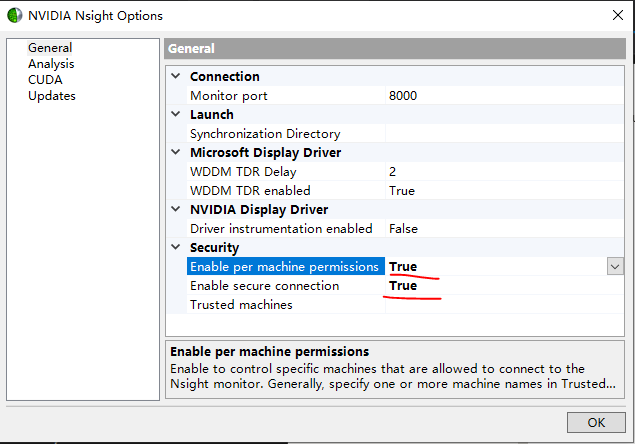 NVIDIA Nsight Options
General
Analysis
CUDA
Updates
General
Connection
Monitor port 8000
Launch
Synchronization Directory
Microsoft Display Driver
WDDM TDR Delay 2
WDDM TDR enabled True
NVIDIA Display Driver
Driver instrumentation enabled False
Security
Enable per machine permissions True
Enable secure connection True
Trusted machines
Enable per machine permissions
Enable to control specific machines that are allowed to connect to the
Nsight monitor. Generally, specify one or more machine names in Trusted...
OK